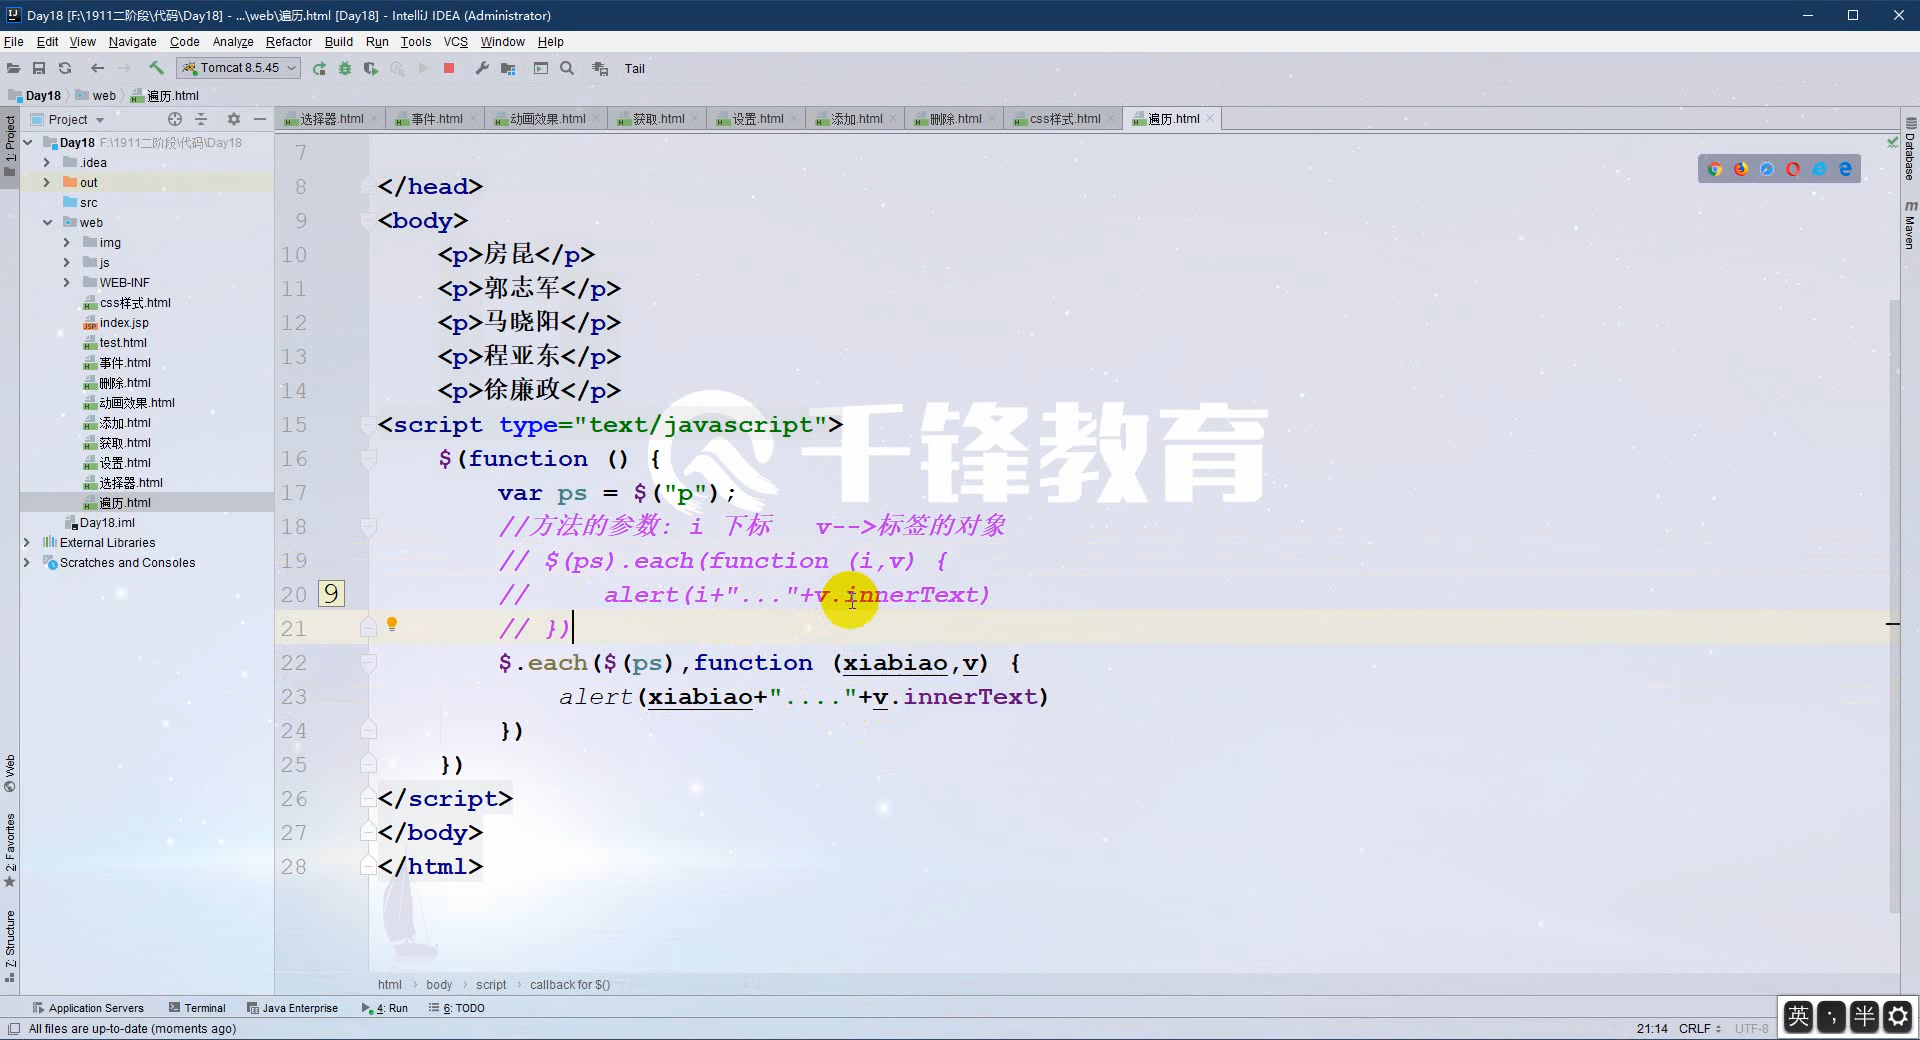 Day18 [F:\1911二阶段\代码\Day18] - ...\web\遍历.html [Day18] - IntelliJ IDEA (Administrator)
File Edit View Navigate Code Analyze Refactor Build Run Tools VCS Window Help
Tomcat 8.5.45 Tail
Day18 web 遍历.html
Project
选择器.html 事件.html 动画效果.html 获取.html 设置.html 添加.html 删除.html css样式.html 遍历.html
1: Project
Day18 F:\1911二阶段\代码\Day18
.idea
out
src
web
img
js
WEB-INF
css样式.html
index.jsp
test.html
事件.html
删除.html
动画效果.html
添加.html
获取.html
设置.html
选择器.html
遍历.html
Day18.iml
External Libraries
Scratches and Consoles
7
8 </head>
9 <body>
10 <p>房昆</p>
11 <p>郭志军</p>
12 <p>马晓阳</p>
13 <p>程亚东</p>
14 <p>徐廉政</p>
15 <script type="text/javascript">
16 $(function () {
17 var ps = $("p");
18 //方法的参数: i 下标 v-->标签的对象
19 // $(ps).each(function (i,v) {
20 9 // alert(i+"..."+v.innerText)
21 // })
22 $.each($(ps),function (xiabiao,v) {
23 alert(xiabiao+"...."+v.innerText)
24 })
25 })
26 </script>
27 </body>
28 </html>
千锋教育
Database
m Maven
Web
2: Favorites
7: Structure
html body script callback for $()
Application Servers Terminal Java Enterprise 4: Run 6: TODO
All files are up-to-date (moments ago)
21:14 CRLF UTF-8
英 ·, 半